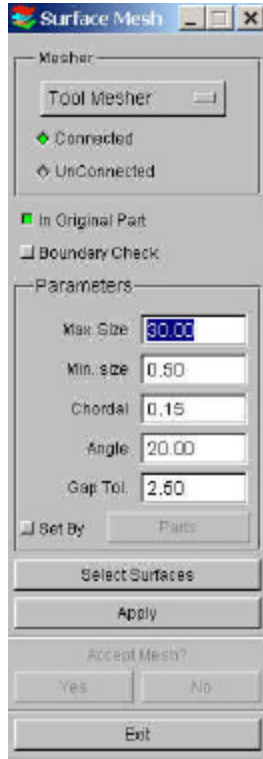 Surface Mesh
Mesher
Tool Mesher
Connected
UnConnected
In Original Part
Boundary Check
Parameters
Max. Size 30.00
Min. size 0.50
Chordal 0.15
Angle 20.00
Gap Tol. 2.50
Set By Parts
Select Surfaces
Apply
Accept Mesh?
Yes No
Exit